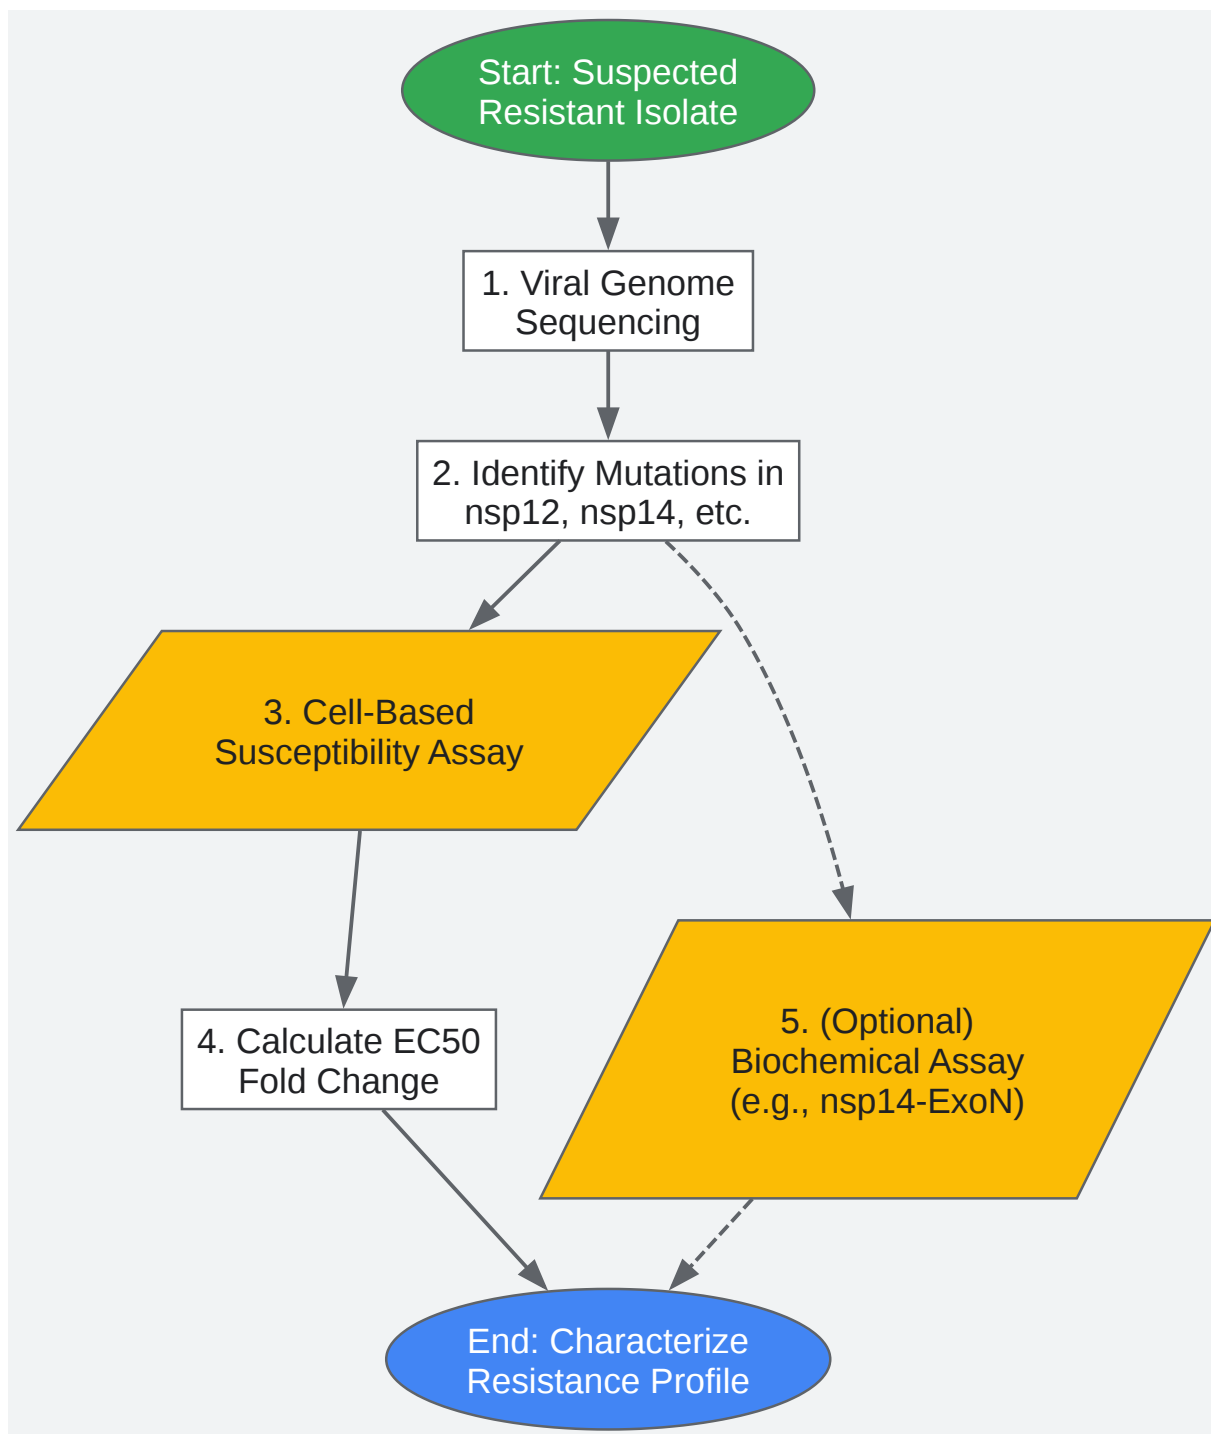 Start: Suspected
Resistant Isolate
1. Viral Genome
Sequencing
2. Identify Mutations in
nsp12, nsp14, etc.
3. Cell-Based
Susceptibility Assay
4. Calculate EC50
Fold Change
5. (Optional)
Biochemical Assay
(e.g., nsp14-ExoN)
End: Characterize
Resistance Profile